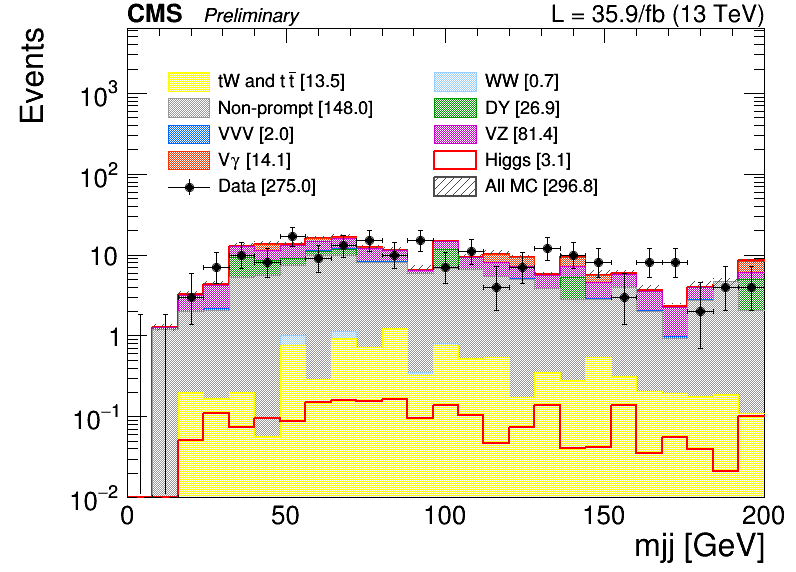 CMS Preliminary L = 35.9/fb (13 TeV)
Events
tW and tt̅ [13.5] WW [0.7]
Non-prompt [148.0] DY [26.9]
VVV [2.0] VZ [81.4]
Vγ [14.1] Higgs [3.1]
Data [275.0] All MC [296.8]
10³
10²
10
1
10⁻¹
10⁻²
0 50 100 150 200
mjj [GeV]